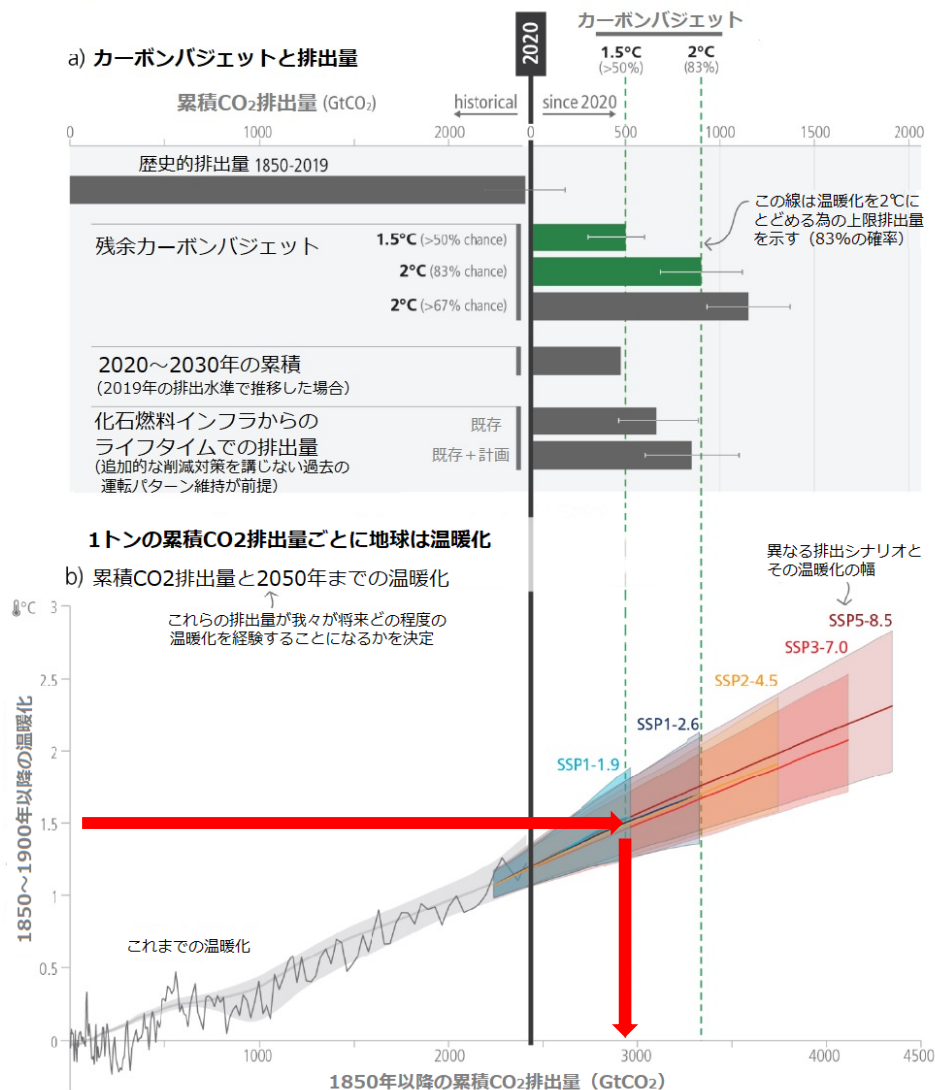 カーボンバジェット
2020
1.5°C 2°C
(>50%) (83%)
a) カーボンバジェットと排出量
累積CO₂排出量 (GtCO₂)
historical since 2020
0 1000 2000 0 500 1000 1500 2000
歴史的排出量 1850-2019
この線は温暖化を2℃に
とどめる為の上限排出量
を示す（83%の確率）
残余カーボンバジェット
1.5°C (>50% chance)
2°C (83% chance)
2°C (>67% chance)
2020～2030年の累積
(2019年の排出水準で推移した場合)
化石燃料インフラからの
ライフタイムでの排出量
(追加的な削減対策を講じない過去の
運転パターン維持が前提)
既存
既存＋計画
1トンの累積CO2排出量ごとに地球は温暖化
b) 累積CO2排出量と2050年までの温暖化
これらの排出量が我々が将来どの程度の
温暖化を経験することになるかを決定
異なる排出シナリオと
その温暖化の幅
°C
3
SSP5-8.5
SSP3-7.0
2.5
SSP2-4.5
SSP1-2.6
2
SSP1-1.9
1.5
1
0.5
0
1850～1900年以降の温暖化
これまでの温暖化
1000 2000 3000 3500 4000 4500
1850年以降の累積CO₂排出量（GtCO₂）